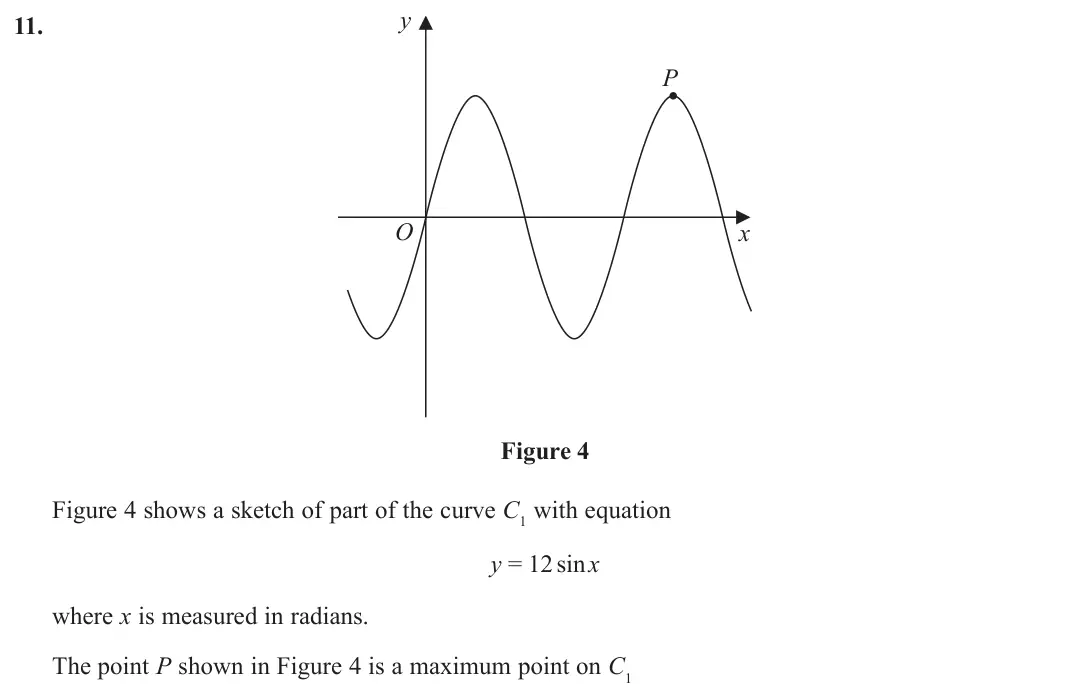 11.
y
P
O
x
Figure 4
Figure 4 shows a sketch of part of the curve C₁ with equation
y = 12 sin x
where x is measured in radians.
The point P shown in Figure 4 is a maximum point on C₁